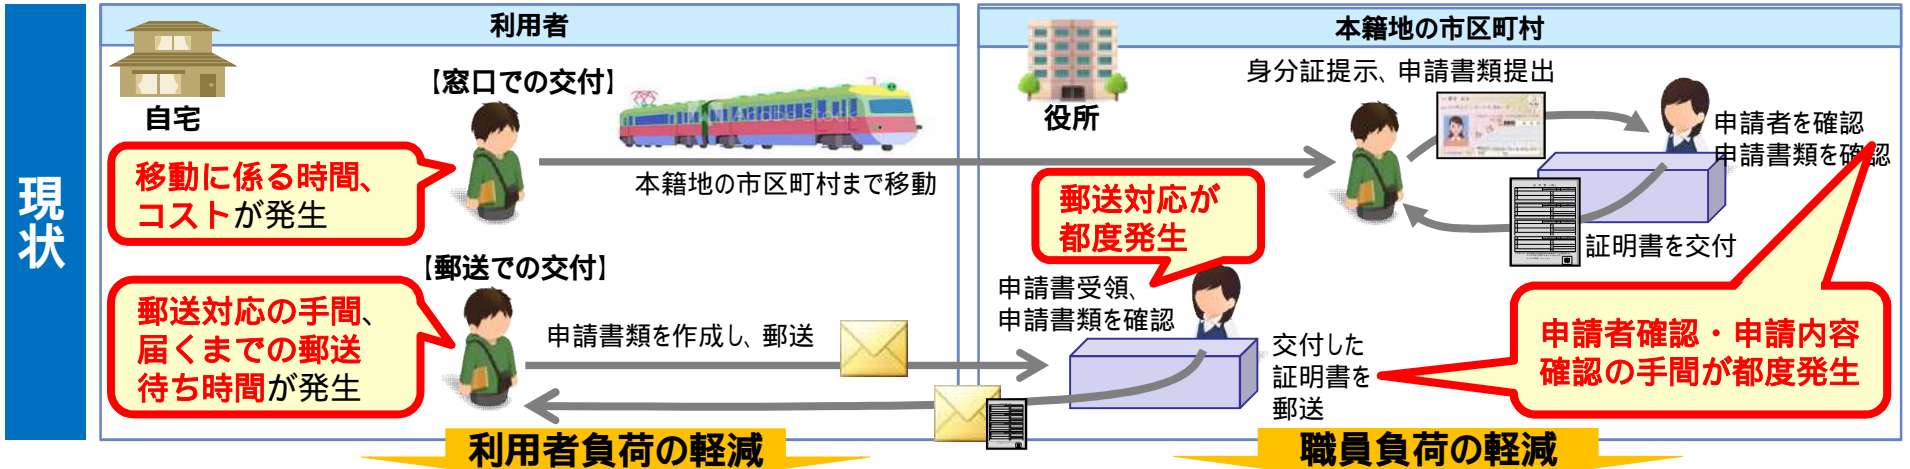 現状
利用者
自宅
【窓口での交付】
本籍地の市区町村まで移動
移動に係る時間、
コストが発生
【郵送での交付】
申請書類を作成し、郵送
郵送対応の手間、
届くまでの郵送
待ち時間が発生
本籍地の市区町村
役所
身分証提示、申請書類提出
申請者を確認
申請書類を確認
証明書を交付
郵送対応が
都度発生
申請書受領、
申請書類を確認
交付した
証明書を
郵送
申請者確認・申請内容
確認の手間が都度発生
利用者負荷の軽減
職員負荷の軽減